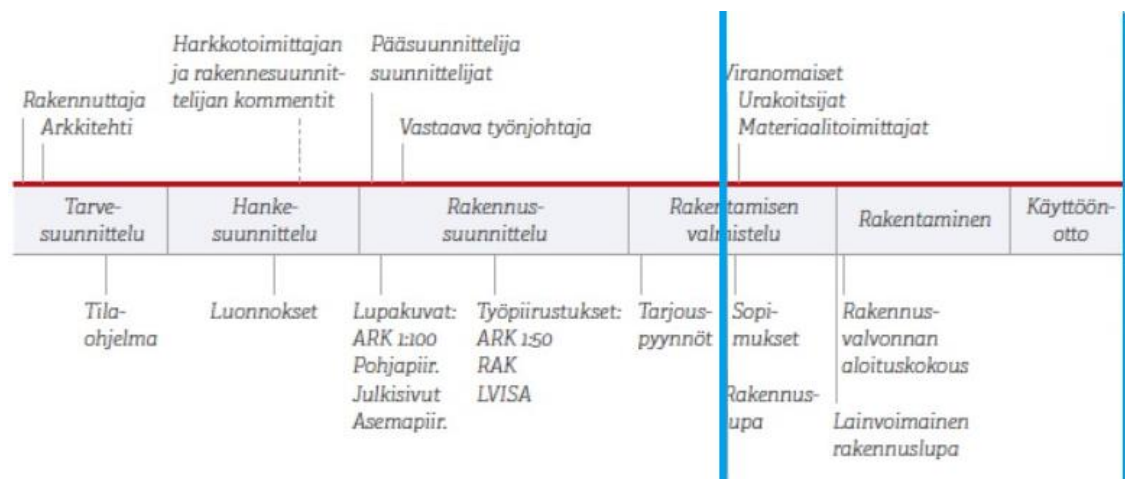 Harkkotoimittajan
ja rakennesuunnit-
telijan kommentit
Pääsuunnittelija
suunnittelijat
Viranomaiset
Urakoitsijat
Materiaalitoimittajat
Rakennuttaja
Arkkitehti
Vastaava työnjohtaja
Tarve-
suunnittelu
Hanke-
suunnittelu
Rakennus-
suunnittelu
Rakentamisen
valmistelu
Rakentaminen
Käyttöön-
otto
Tila-
ohjelma
Luonnokset
Lupakuvat:
ARK 1:100
Pohjapiir.
Julkisivut
Asemapiir.
Työpiirustukset:
ARK 1:50
RAK
LVISA
Tarjous-
pyynnöt
Sopi-
mukset
Rakennus-
lupa
Rakennus-
valvonnan
aloituskokous
Lainvoimainen
rakennuslupa